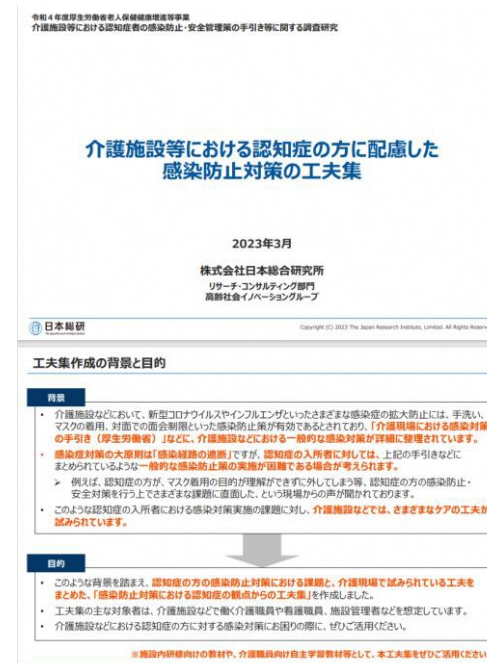 令和4年度厚生労働省老人保健健康増進等事業
介護施設等における認知症者の感染防止・安全管理策の手引き等に関する調査研究
介護施設等における認知症の方に配慮した
感染防止対策の工夫集
2023年3月
株式会社日本総合研究所
リサーチ・コンサルティング部門
高齢社会イノベーショングループ
日本総研
Copyright (C) 2023 The Japan Research Institute, Limited. All Rights Reserve
工夫集作成の背景と目的
背景
• 介護施設などにおいて、新型コロナウイルスやインフルエンザといったさまざまな感染症の拡大防止には、手洗い、
マスクの着用、対面での面会制限といった感染防止策が有効であるとされており、「介護現場における感染対策
の手引き（厚生労働省）」などに、介護施設などにおける一般的な感染対策が詳細に整理されています。
• 感染症対策の大原則は「感染経路の遮断」ですが、認知症の入所者に対しては、上記の手引きなどに
まとめられているような一般的な感染防止策の実施が困難である場合が考えられます。
➢ 例えば、認知症の方が、マスク着用の目的が理解ができずに外してしまう等、認知症の方の感染防止・
安全対策を行う上でさまざまな課題に直面した、という現場からの声が聞かれております。
• このような認知症の入所者における感染対策実施の課題に対し、介護施設などでは、さまざまなケアの工夫が
試みられています。
目的
• このような背景を踏まえ、認知症の方の感染防止対策における課題と、介護現場で試みられている工夫を
まとめた、「感染防止対策における認知症の観点からの工夫集」を作成しました。
• 工夫集の主な対象者は、介護施設などで働く介護職員や看護職員、施設管理者などを想定しています。
• 介護施設などにおける認知症の方に対する感染対策にお困りの際に、ぜひご活用ください。
※施設内研修向けの教材や、介護職員向け自主学習教材等として、本工夫集をぜひご活用ください